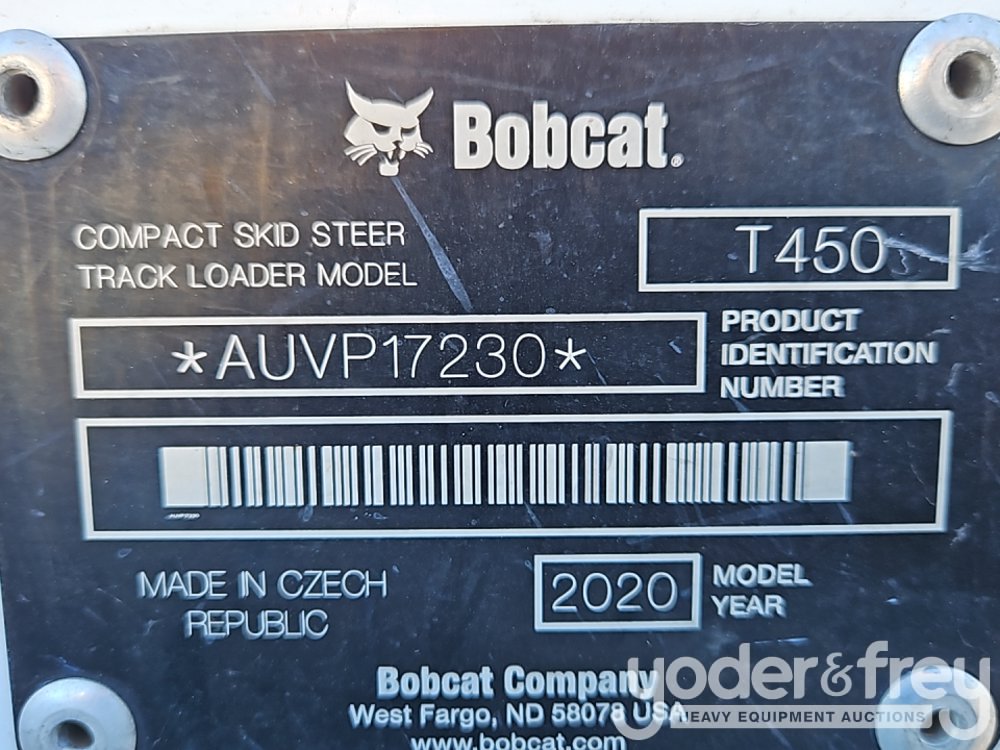 Bobcat®
COMPACT SKID STEER
TRACK LOADER MODEL
T450
*AUVP17230*
PRODUCT
IDENTIFICATION
NUMBER
AUVP17230
MADE IN CZECH
REPUBLIC
2020
MODEL
YEAR
Bobcat Company
West Fargo, ND 58078 USA
www.bobcat.com
yoder&frey
HEAVY EQUIPMENT AUCTIONS